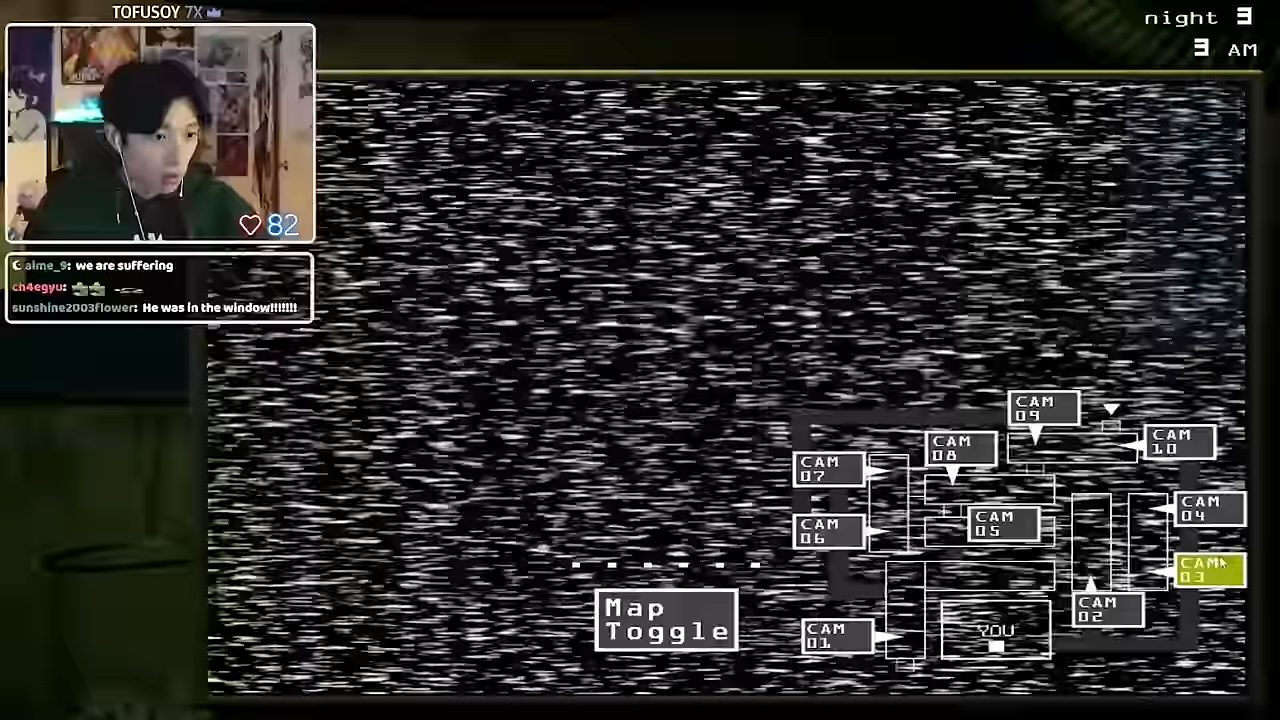 TOFUSOY 7X
night 3
3 AM
82
aime_9: we are suffering
ch4egyu:
sunshine2003flower: He was in the window!!!!!!!
CAM 09
CAM 10
CAM 08
CAM 07
CAM 04
CAM 05
CAM 06
CAM 03
CAM 02
Map
Toggle
CAM 01
YOU